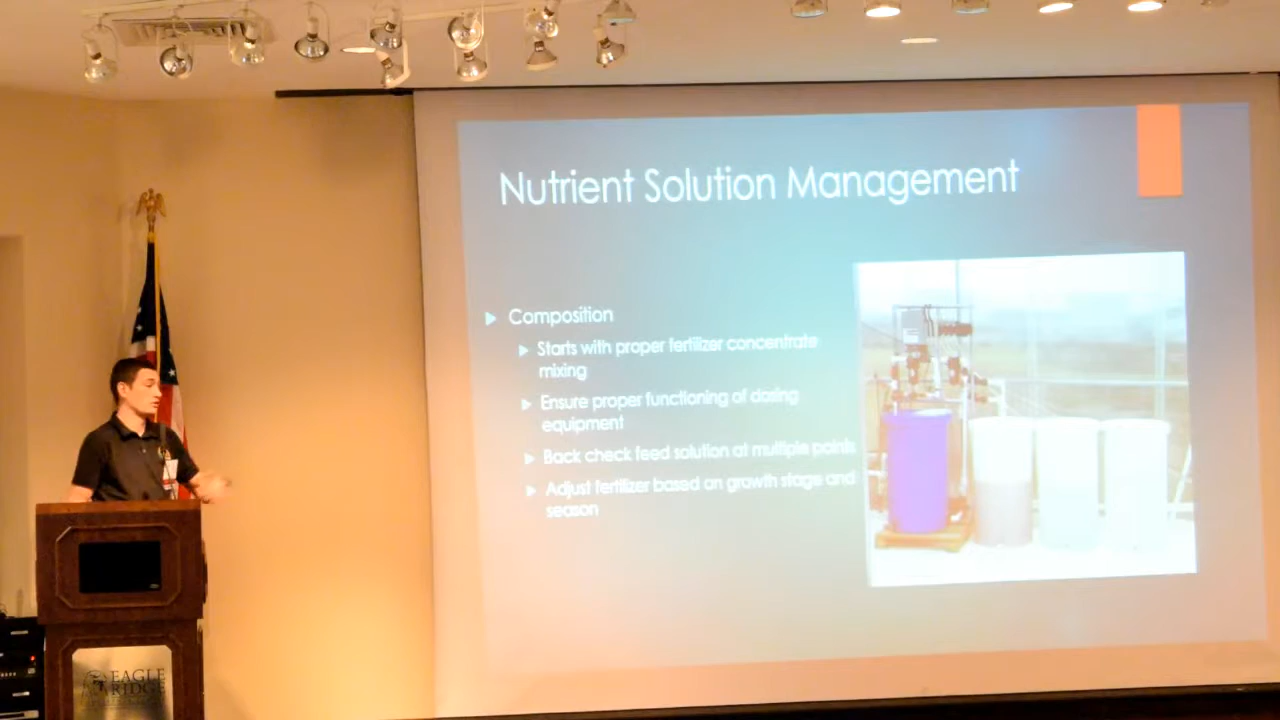 Nutrient Solution Management
Composition
Starts with proper fertilizer concentrate
mixing
Ensure proper functioning of dosing
equipment
Back check feed solution at multiple points
Adjust fertilizer based on growth stage and
season
EAGLE
RIDGE